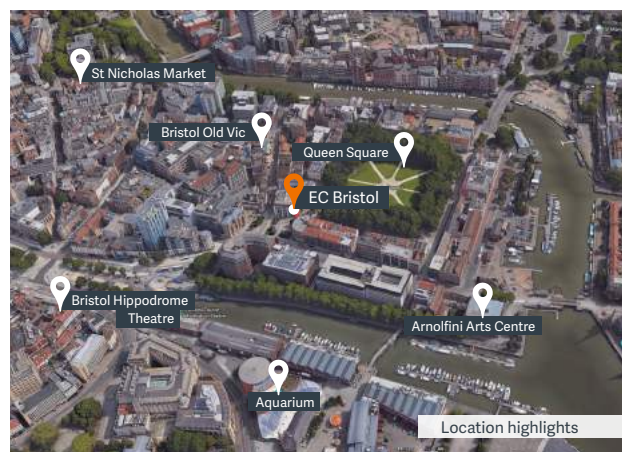 St Nicholas Market
Bristol Old Vic
Queen Square
EC Bristol
Bristol Hippodrome
Theatre
Arnolfini Arts Centre
Aquarium
Location highlights